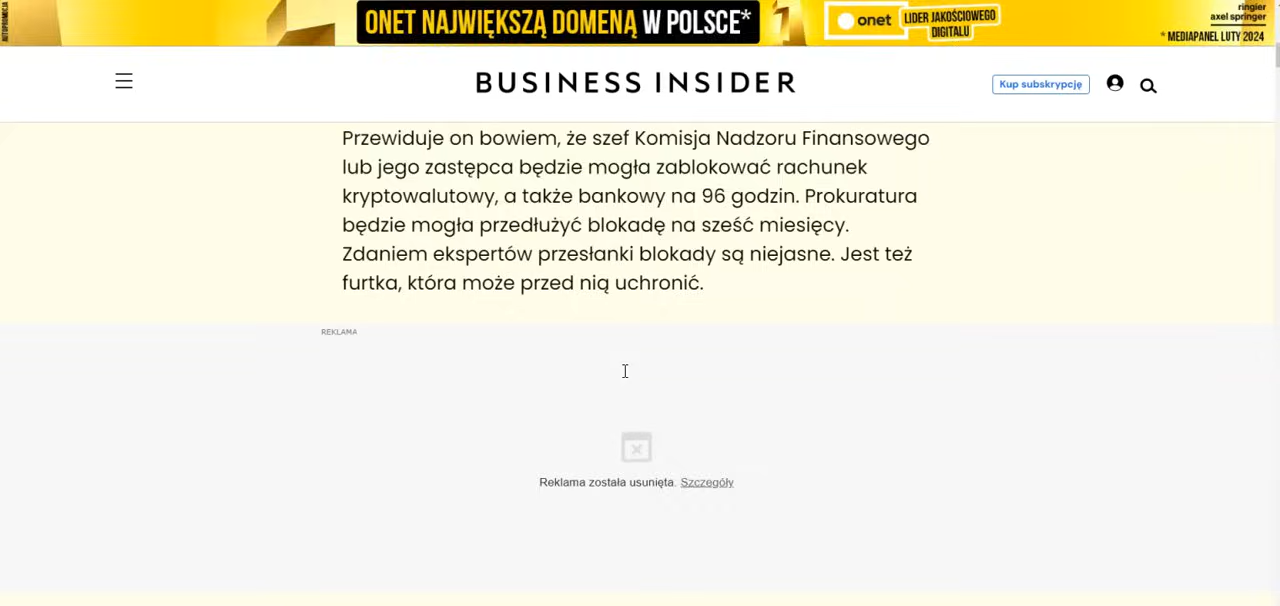 AUTOPROMOCJA
ONET NAJWIĘKSZĄ DOMENĄ W POLSCE*
onet
LIDER JAKOŚCIOWEGO
DIGITALU
ringier
axel springer
* MEDIAPANEL LUTY 2024
BUSINESS INSIDER
Kup subskrypcję
Przewiduje on bowiem, że szef Komisja Nadzoru Finansowego
lub jego zastępca będzie mogła zablokować rachunek
kryptowalutowy, a także bankowy na 96 godzin. Prokuratura
będzie mogła przedłużyć blokadę na sześć miesięcy.
Zdaniem ekspertów przesłanki blokady są niejasne. Jest też
furtka, która może przed nią uchronić.
REKLAMA
Reklama została usunięta. Szczegóły